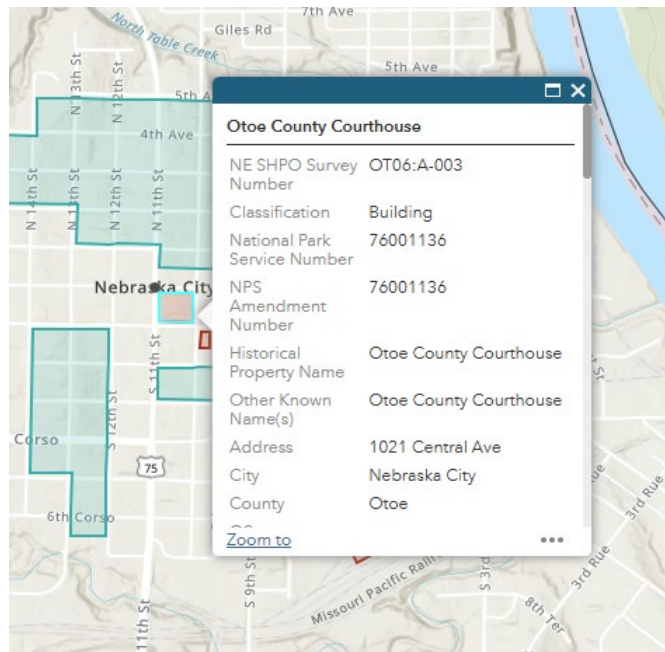 7th Ave
Giles Rd
North Table Creek
5th Ave
N 13th St
N 12th St
5th A
4th Ave
N 14th St
N 13th St
N 12th St
N 11th St
Nebraska City
S 11th St
S 12th St
Corso
75
6th Corso
11th St
S 9th St
Missouri Pacific Railr
S 3rd
8th Ter
3rd Rue
3rd Rue
ue
1st
Otoe County Courthouse
NE SHPO Survey Number OT06:A-003
Classification Building
National Park Service Number 76001136
NPS Amendment Number 76001136
Historical Property Name Otoe County Courthouse
Other Known Name(s) Otoe County Courthouse
Address 1021 Central Ave
City Nebraska City
County Otoe
Zoom to